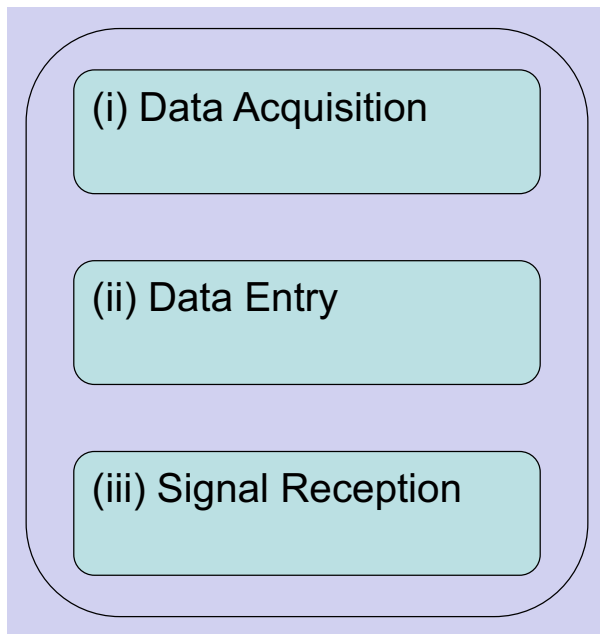 (i) Data Acquisition
(ii) Data Entry
(iii) Signal Reception